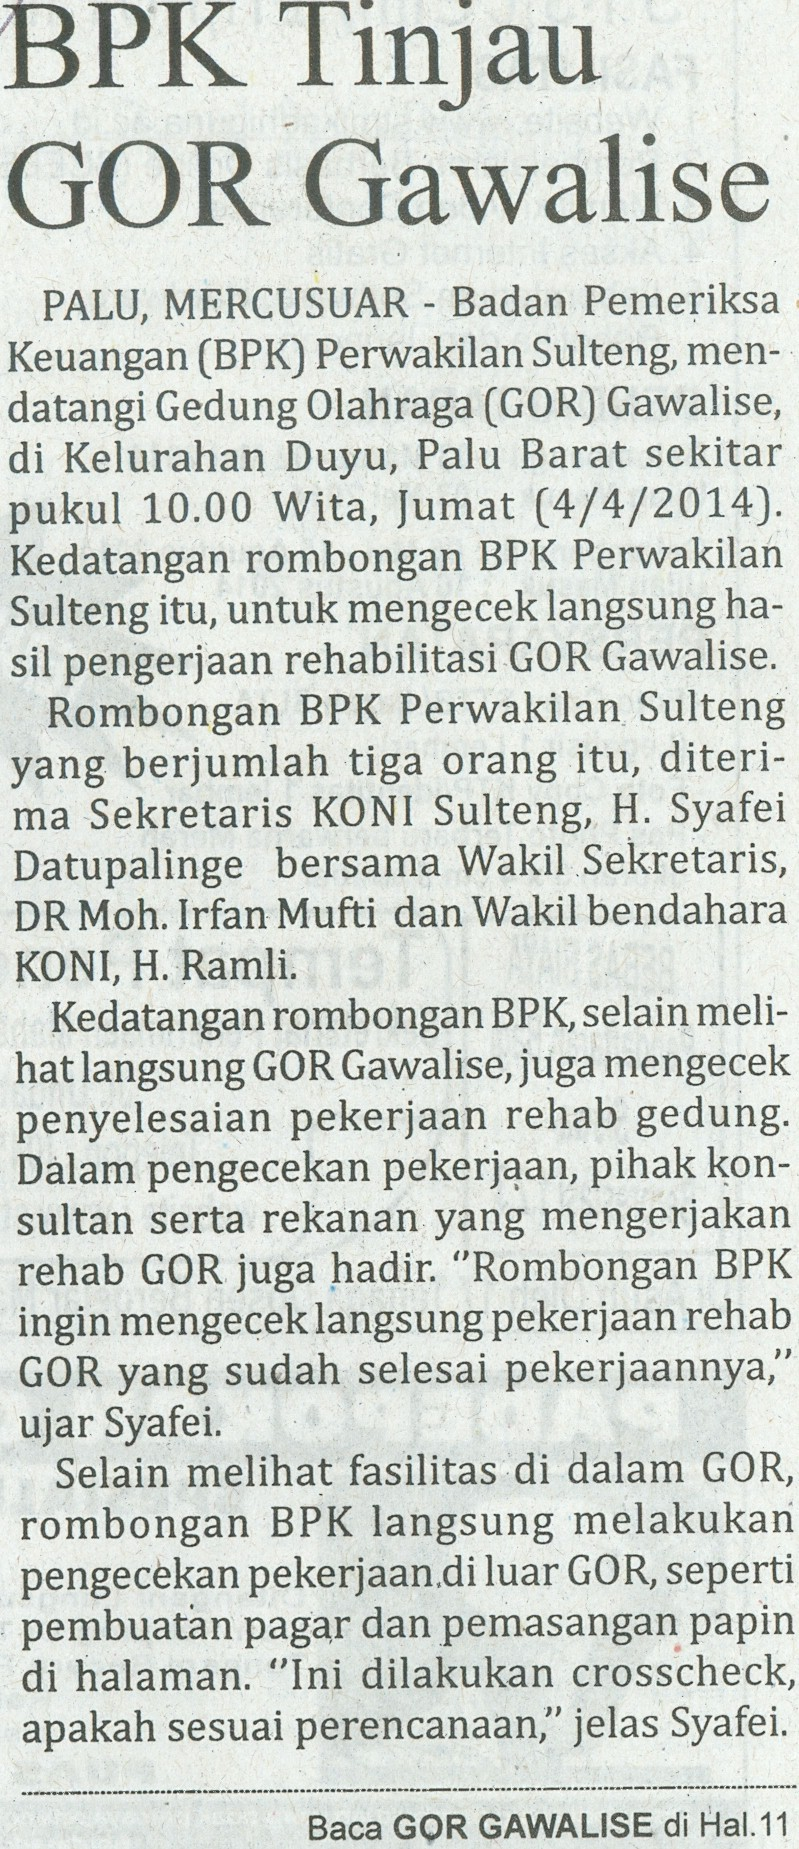 BPK Tinjau
GOR Gawalise
PALU, MERCUSUAR - Badan Pemeriksa
Keuangan (BPK) Perwakilan Sulteng, men-
datangi Gedung Olahraga (GOR) Gawalise,
di Kelurahan Duyu, Palu Barat sekitar
pukul 10.00 Wita, Jumat (4/4/2014).
Kedatangan rombongan BPK Perwakilan
Sulteng itu, untuk mengecek langsung ha-
sil pengerjaan rehabilitasi GOR Gawalise.
Rombongan BPK Perwakilan Sulteng
yang berjumlah tiga orang itu, diteri-
ma Sekretaris KONI Sulteng, H. Syafei
Datupalinge bersama Wakil Sekretaris,
DR Moh. Irfan Mufti dan Wakil bendahara
KONI, H. Ramli.
Kedatangan rombongan BPK, selain meli-
hat langsung GOR Gawalise, juga mengecek
penyelesaian pekerjaan rehab gedung.
Dalam pengecekan pekerjaan, pihak kon-
sultan serta rekanan yang mengerjakan
rehab GOR juga hadir. ‘’Rombongan BPK
ingin mengecek langsung pekerjaan rehab
GOR yang sudah selesai pekerjaannya,’’
ujar Syafei.
Selain melihat fasilitas di dalam GOR,
rombongan BPK langsung melakukan
pengecekan pekerjaan di luar GOR, seperti
pembuatan pagar dan pemasangan papin
di halaman. ‘’Ini dilakukan crosscheck,
apakah sesuai perencanaan,’’ jelas Syafei.
Baca GOR GAWALISE di Hal.11